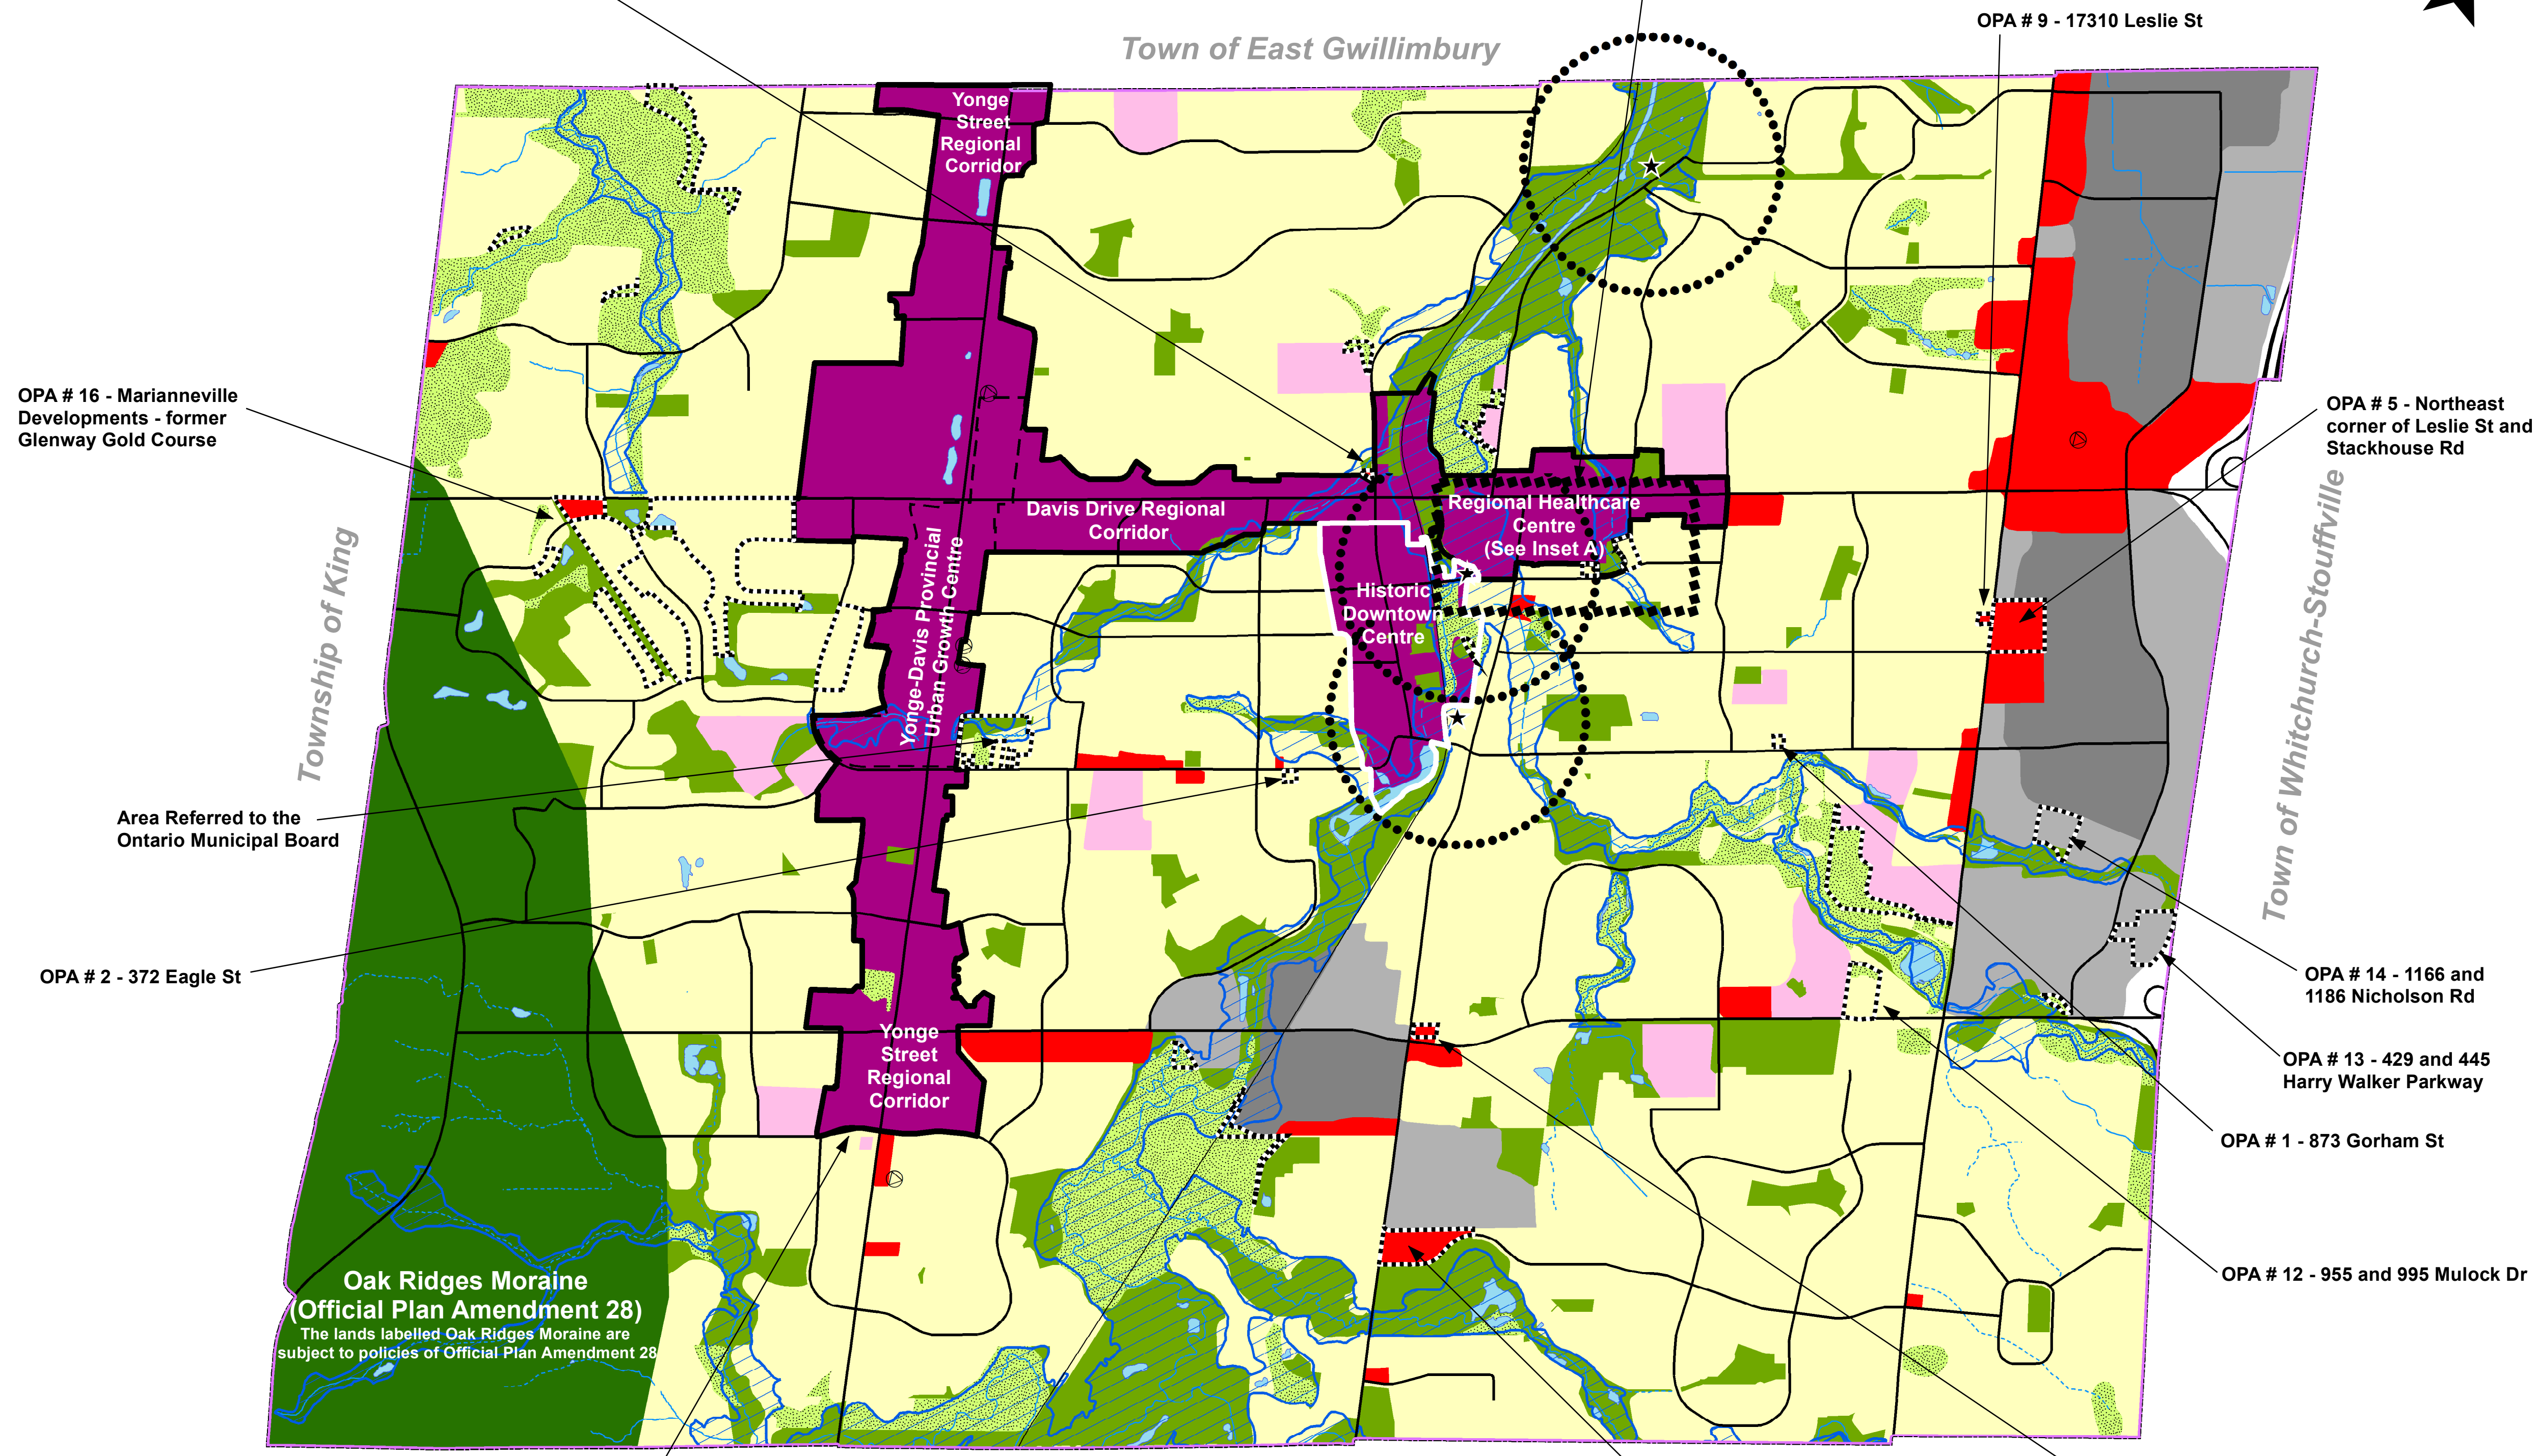 OPA # 9 - 17310 Leslie St
Town of East Gwillimbury
Yonge
Street
Regional
Corridor
OPA # 16 - Marianneville
Developments - former
Glenway Gold Course
OPA # 5 - Northeast
corner of Leslie St and
Stackhouse Rd
Davis Drive Regional
Corridor
Regional Healthcare
Centre
(See Inset A)
Yonge-Davis Provincial
Urban Growth Centre
Historic
Downtown
Centre
Township of King
Town of Whitchurch-Stouffville
Area Referred to the
Ontario Municipal Board
OPA # 2 - 372 Eagle St
OPA # 14 - 1166 and
1186 Nicholson Rd
Yonge
Street
Regional
Corridor
OPA # 13 - 429 and 445
Harry Walker Parkway
OPA # 1 - 873 Gorham St
OPA # 12 - 955 and 995 Mulock Dr
Oak Ridges Moraine
(Official Plan Amendment 28)
The lands labelled Oak Ridges Moraine are
subject to policies of Official Plan Amendment 28